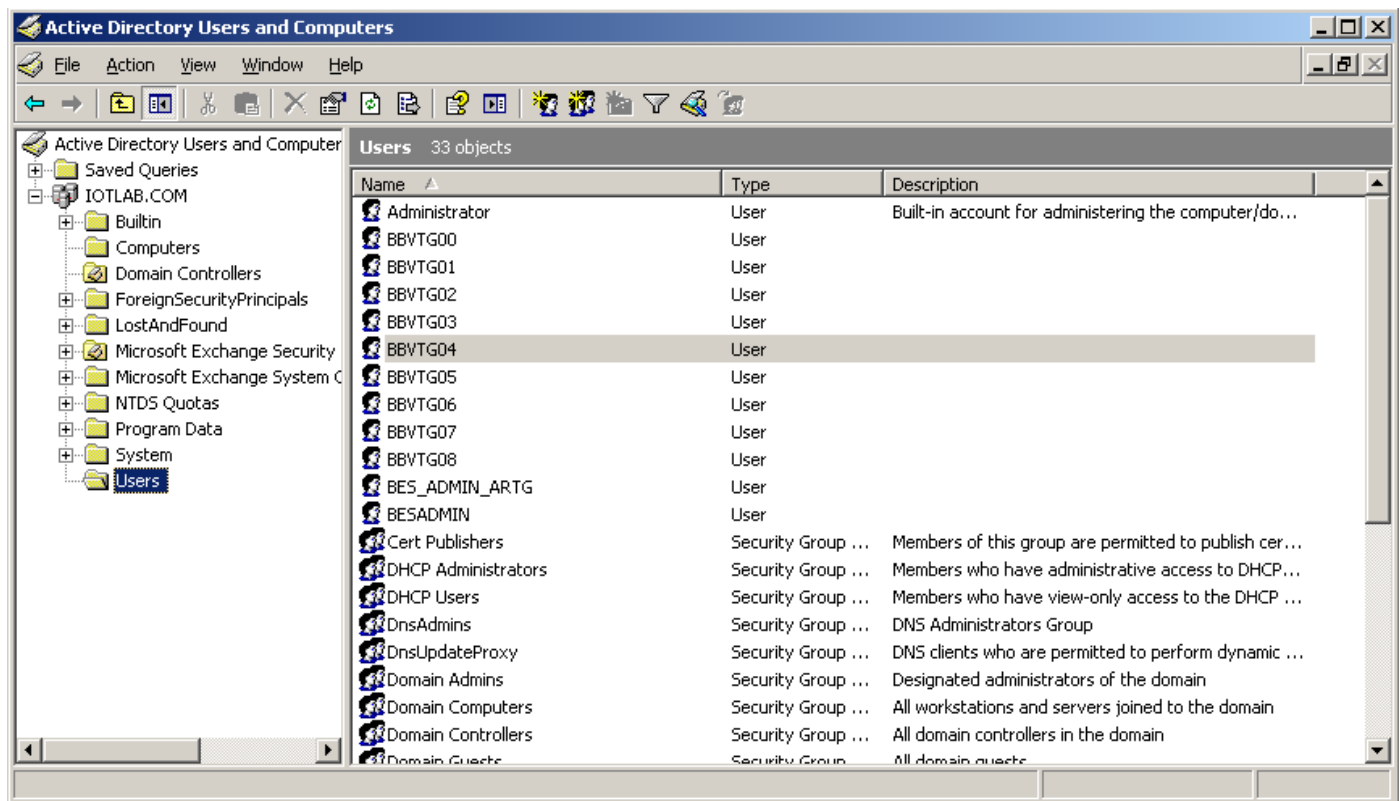 Active Directory Users and Computers
File Action View Window Help
Active Directory Users and Computer
Saved Queries
IOTLAB.COM
Builtin
Computers
Domain Controllers
ForeignSecurityPrincipals
LostAndFound
Microsoft Exchange Security
Microsoft Exchange System C
NTDS Quotas
Program Data
System
Users
Users 33 objects
Name Type Description
Administrator User Built-in account for administering the computer/do...
BBVTG00 User
BBVTG01 User
BBVTG02 User
BBVTG03 User
BBVTG04 User
BBVTG05 User
BBVTG06 User
BBVTG07 User
BBVTG08 User
BES_ADMIN_ARTG User
BESADMIN User
Cert Publishers Security Group ... Members of this group are permitted to publish cer...
DHCP Administrators Security Group ... Members who have administrative access to DHCP...
DHCP Users Security Group ... Members who have view-only access to the DHCP ...
DnsAdmins Security Group ... DNS Administrators Group
DnsUpdateProxy Security Group ... DNS clients who are permitted to perform dynamic ...
Domain Admins Security Group ... Designated administrators of the domain
Domain Computers Security Group ... All workstations and servers joined to the domain
Domain Controllers Security Group ... All domain controllers in the domain
Domain Guests Security Group ... All domain guests